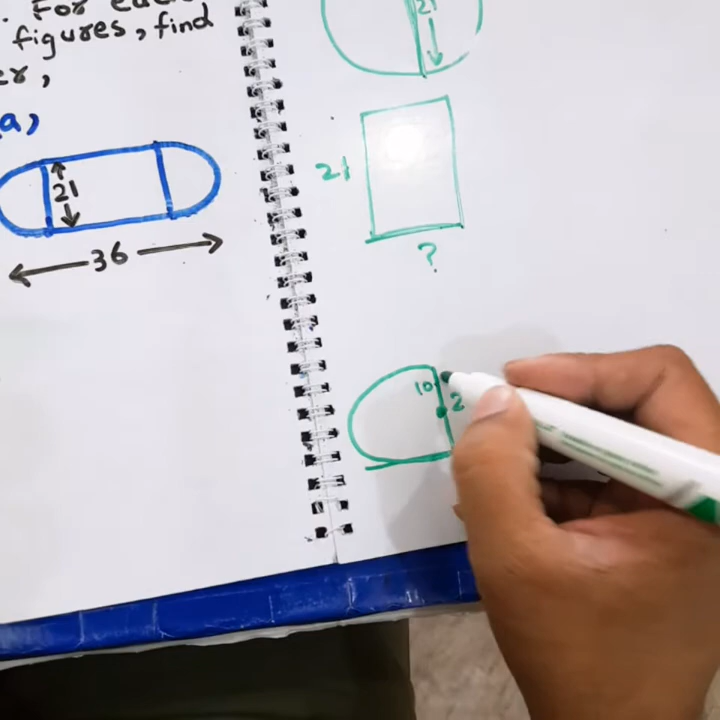 . For each
figures, find
er,
a,
21
36
21
21
?
10
2